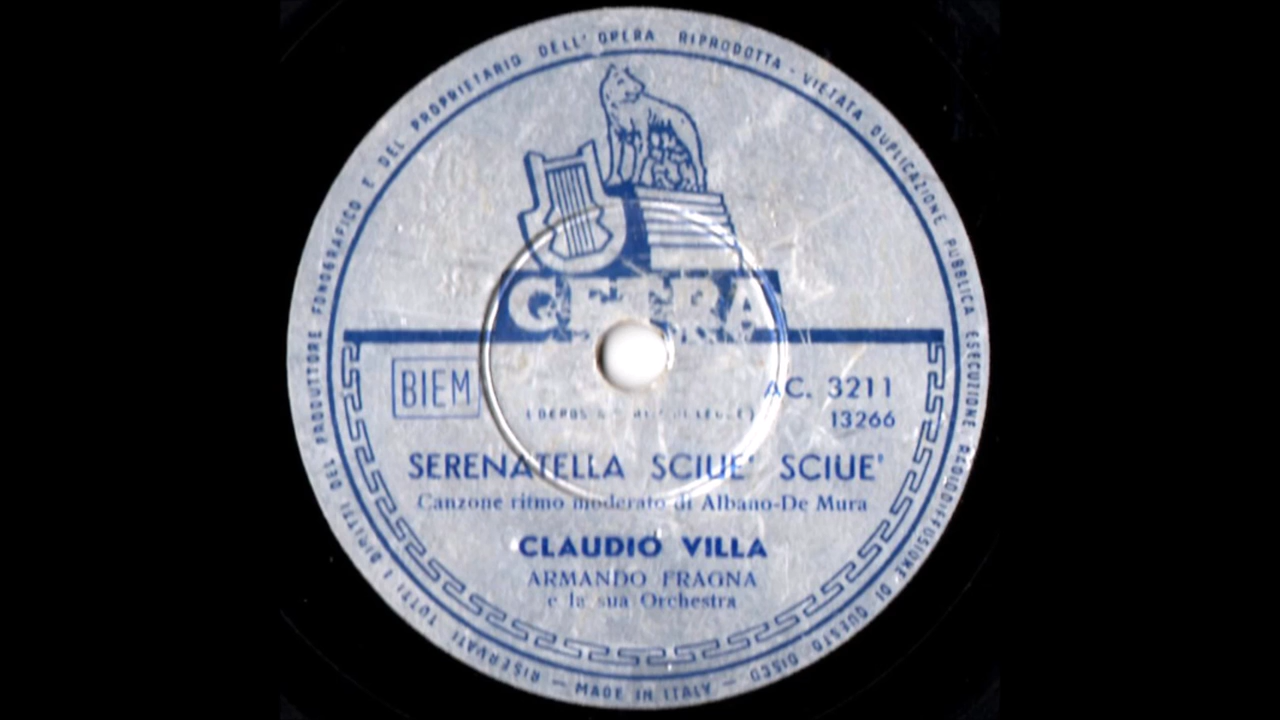 RISERVATI TUTTI I DIRITTI DEL PRODUTTORE FONOGRAFICO E DEL PROPRIETARIO DELL'OPERA RIPRODOTTA - VIETATA DUPLICAZIONE PUBBLICA ESECUZIONE RADIODIFFUSIONE DI QUESTO DISCO
CETRA
BIEM
AC. 3211
13266
SERENATELLA SCIUE' SCIUE'
Canzone ritmo moderato di Albano-De Mura
CLAUDIO VILLA
ARMANDO FRAGNA
e la sua Orchestra
— MADE IN ITALY —